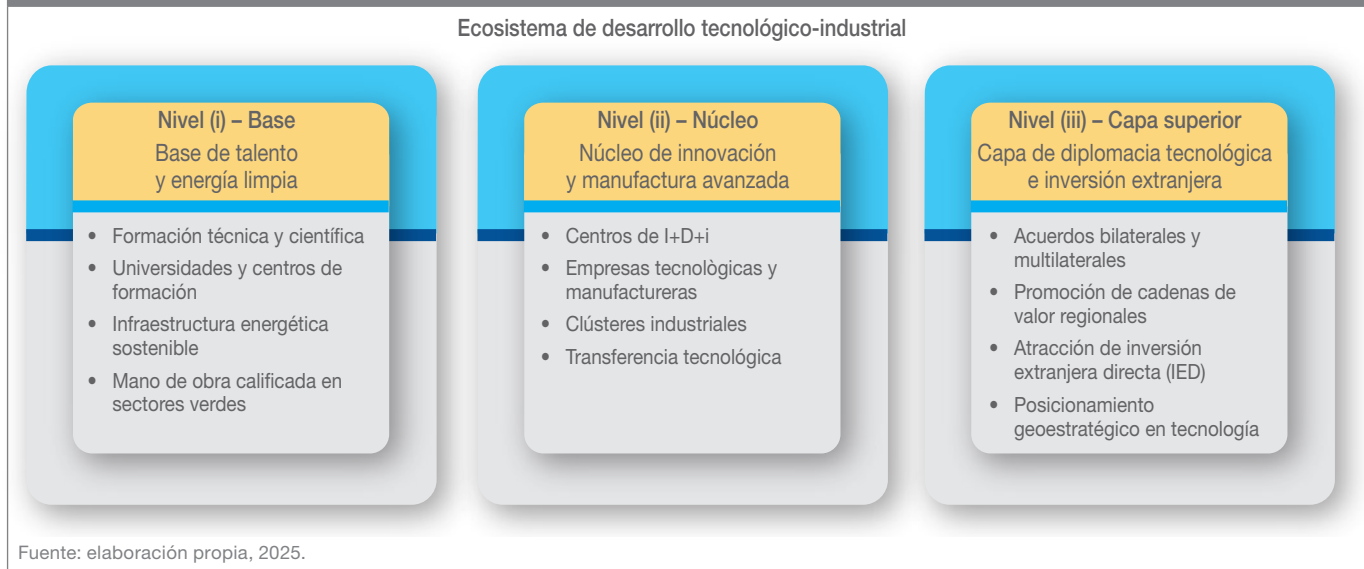 Ecosistema de desarrollo tecnológico-industrial
Nivel (i) – Base
Base de talento
y energía limpia
• Formación técnica y científica
• Universidades y centros de
formación
• Infraestructura energética
sostenible
• Mano de obra calificada en
sectores verdes
Nivel (ii) – Núcleo
Núcleo de innovación
y manufactura avanzada
• Centros de I+D+i
• Empresas tecnològicas y
manufactureras
• Clústeres industriales
• Transferencia tecnológica
Nivel (iii) – Capa superior
Capa de diplomacia tecnológica
e inversión extranjera
• Acuerdos bilaterales y
multilaterales
• Promoción de cadenas de
valor regionales
• Atracción de inversión
extranjera directa (IED)
• Posicionamiento
geoestratégico en tecnología
Fuente: elaboración propia, 2025.